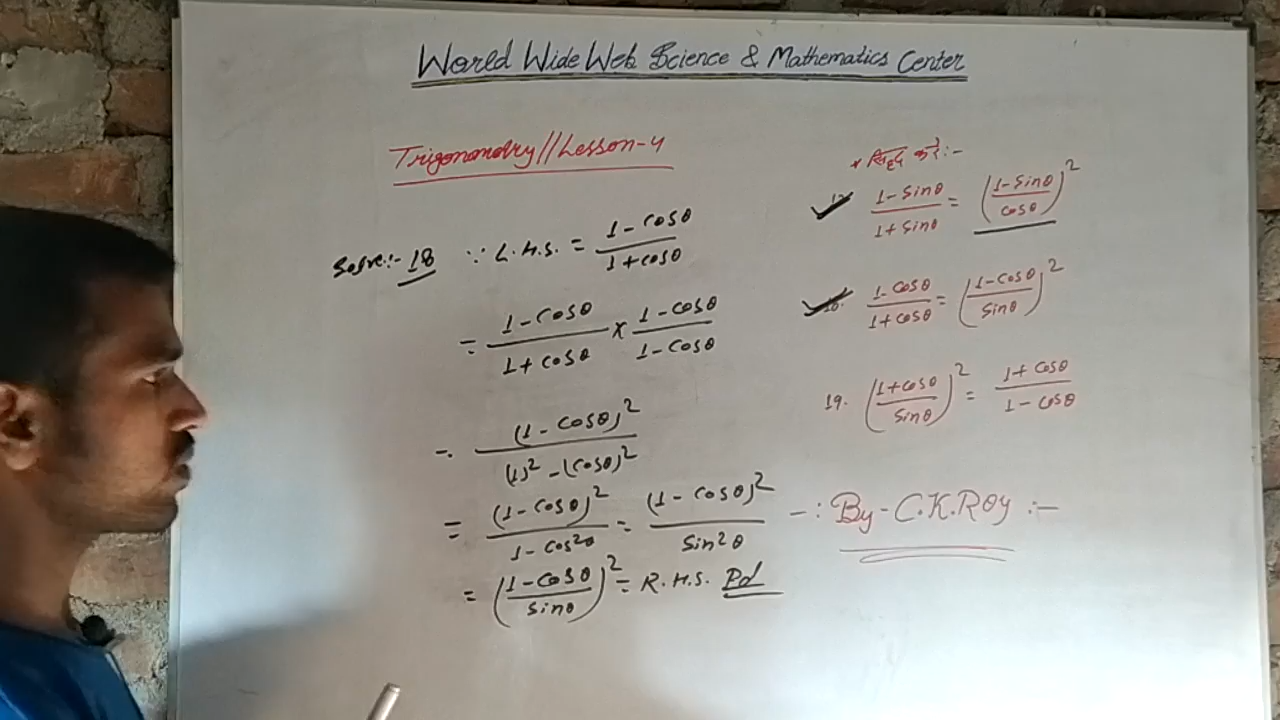 World Wide Web Science & Mathematics Center
Trigonometry//Lesson-4
Solve:- 18 ∵ L.H.S. = (1-cosθ)/(1+cosθ)
= (1-cosθ)/(1+cosθ) × (1-cosθ)/(1-cosθ)
= (1-cosθ)²/((1)²-(cosθ)²)
= (1-cosθ)²/(1-cos²θ) = (1-cosθ)²/(sin²θ)
= ((1-cosθ)/sinθ)² = R.H.S. Pd
* सिद्ध करें:-
17. (1-sinθ)/(1+sinθ) = ((1-sinθ)/cosθ)²
18. (1-cosθ)/(1+cosθ) = ((1-cosθ)/sinθ)²
19. ((1+cosθ)/sinθ)² = (1+cosθ)/(1-cosθ)
-: By- C.K.Roy :-